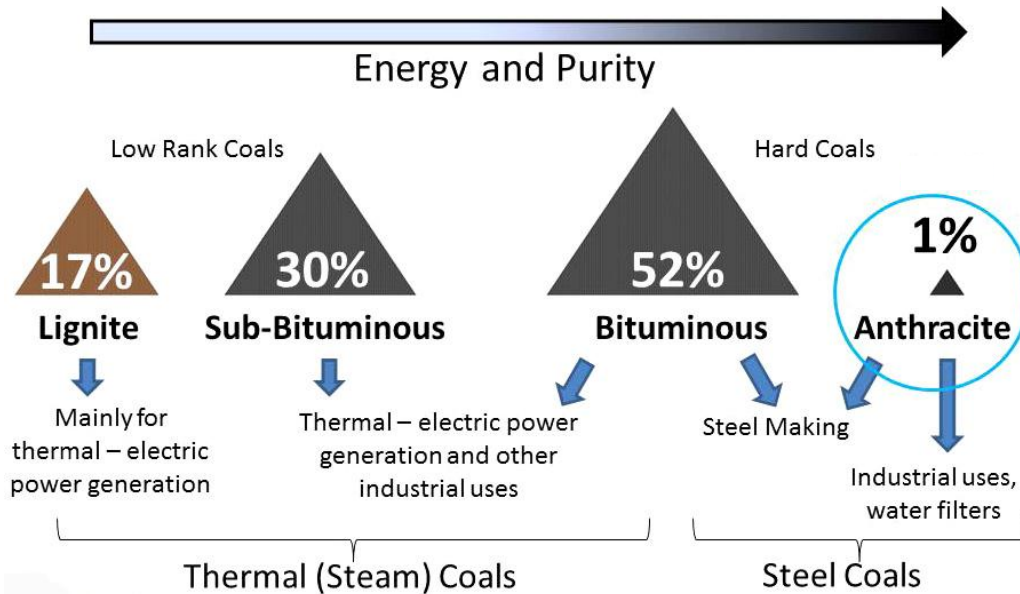 Energy and Purity
Low Rank Coals
Hard Coals
17%
30%
52%
1%
Lignite
Sub-Bituminous
Bituminous
Anthracite
Mainly for
thermal – electric
power generation
Thermal – electric power
generation and other
industrial uses
Steel Making
Industrial uses,
water filters
Thermal (Steam) Coals
Steel Coals